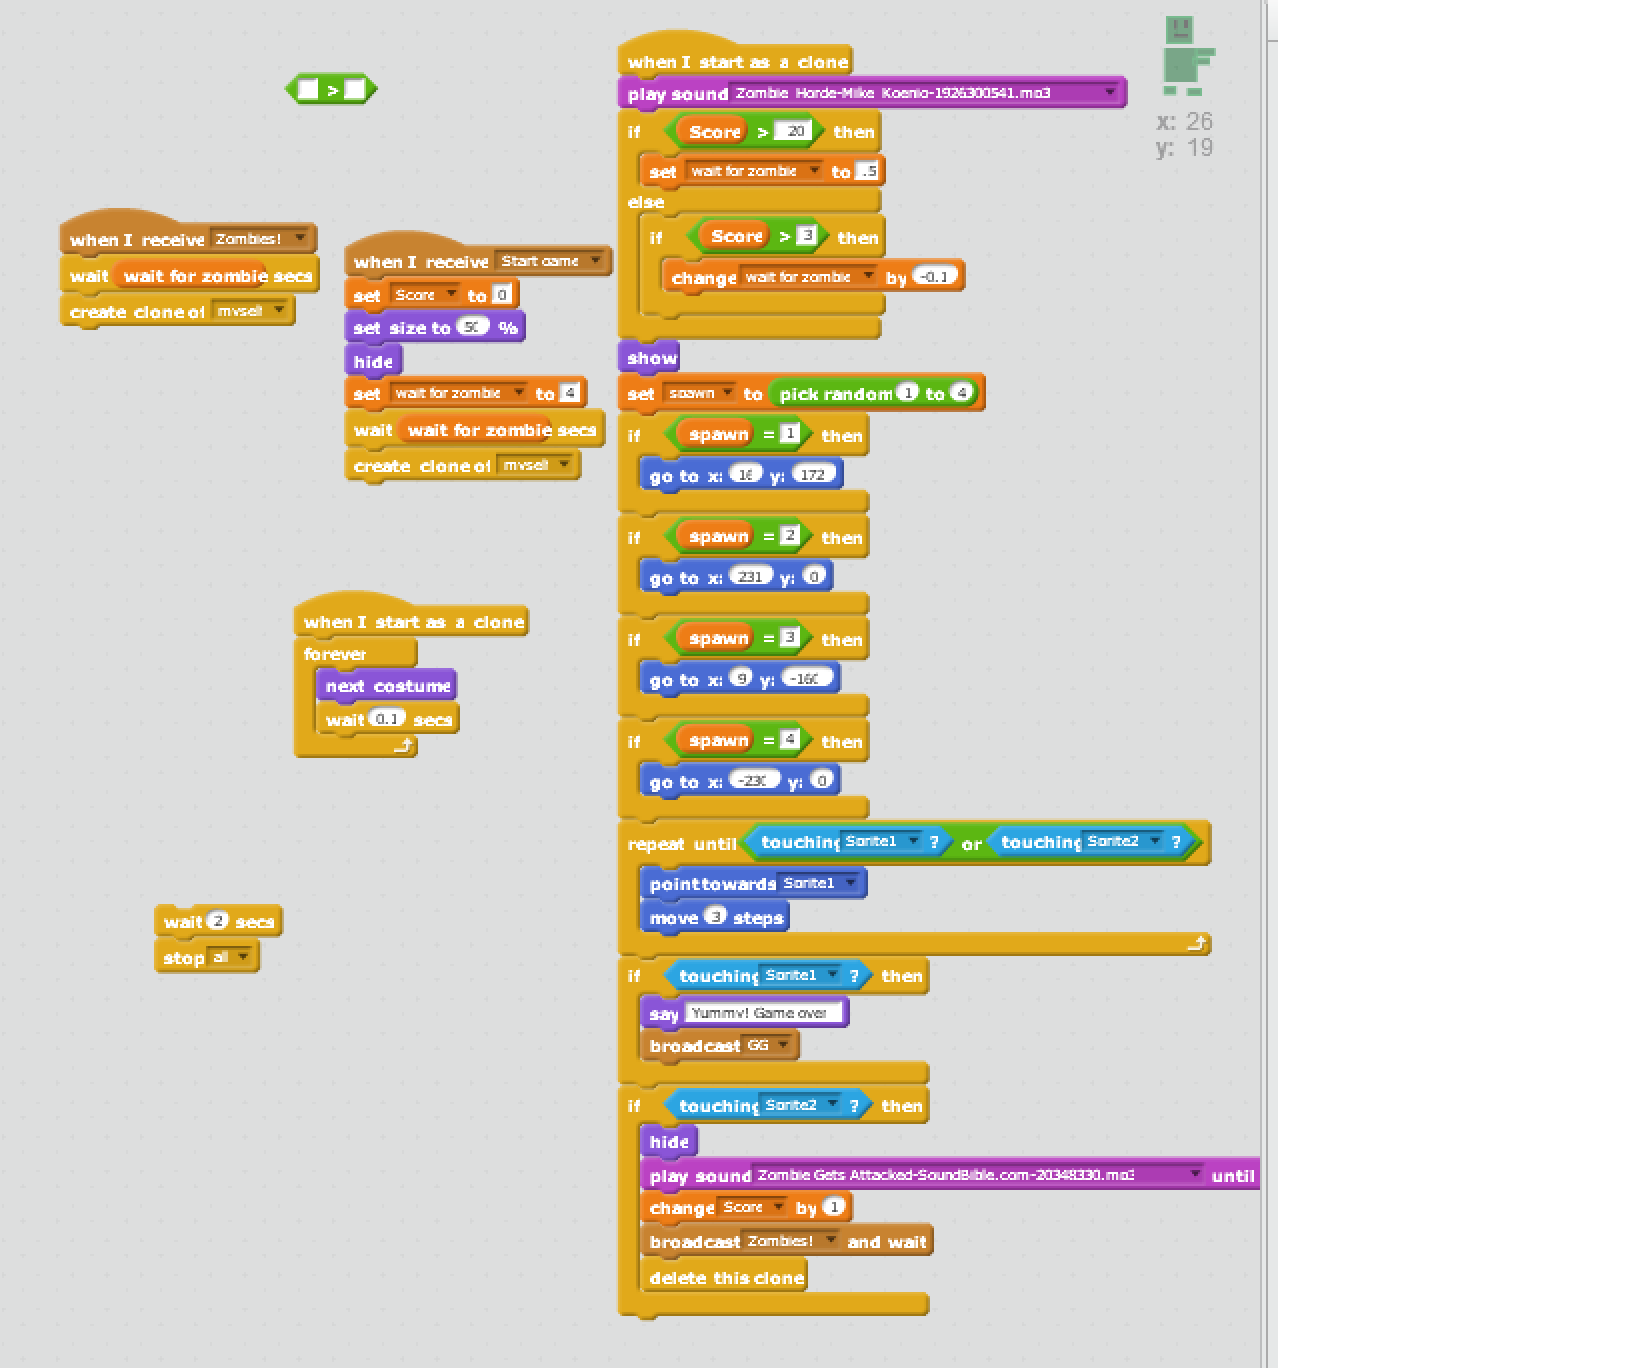 >
when I receive Zombies!
wait wait for zombie secs
create clone of myself
when I receive Start game
set Score to 0
set size to 50 %
hide
set wait for zombie to 4
wait wait for zombie secs
create clone of myself
when I start as a clone
forever
next costume
wait 0.1 secs
wait 2 secs
stop all
when I start as a clone
play sound Zombie Horde-Mike Koenig-1926300541.mp3
if Score > 20 then
set wait for zombie to .5
else
if Score > 3 then
change wait for zombie by -0.1
show
set spawn to pick random 1 to 4
if spawn = 1 then
go to x: 16 y: 172
if spawn = 2 then
go to x: 231 y: 0
if spawn = 3 then
go to x: 9 y: -160
if spawn = 4 then
go to x: -230 y: 0
repeat until touching Sprite1 ? or touching Sprite2 ?
point towards Sprite1
move 3 steps
if touching Sprite1 ? then
say Yummy! Game over
broadcast GG
if touching Sprite2 ? then
hide
play sound Zombie Gets Attacked-SoundBible.com-20348330.mp3 until
change Score by 1
broadcast Zombies! and wait
delete this clone
x: 26
y: 19